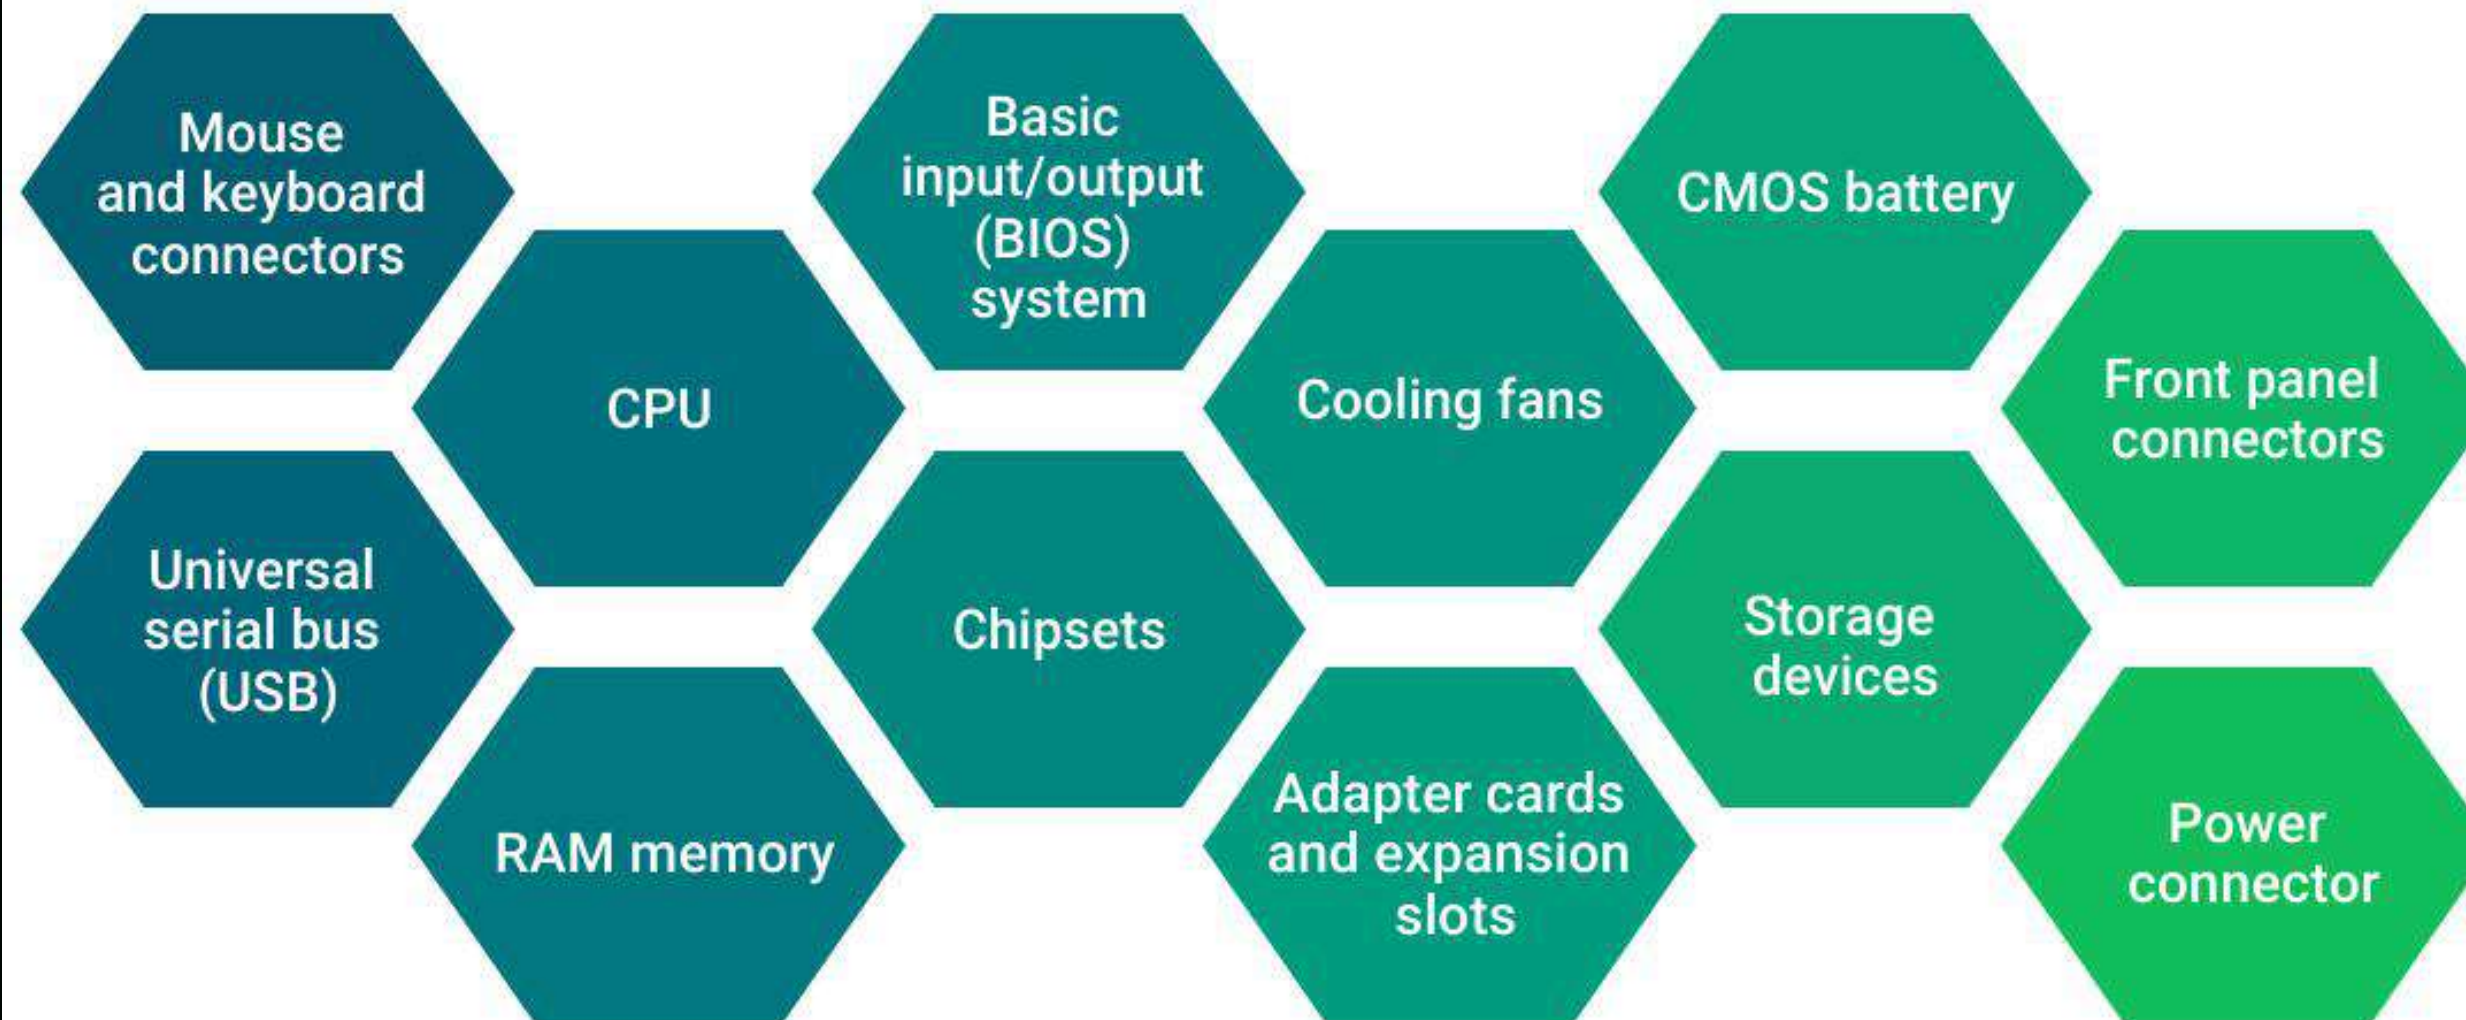 Mouse
and keyboard
connectors
Universal
serial bus
(USB)
CPU
RAM memory
Basic
input/output
(BIOS)
system
Chipsets
Cooling fans
Adapter cards
and expansion
slots
CMOS battery
Storage
devices
Front panel
connectors
Power
connector